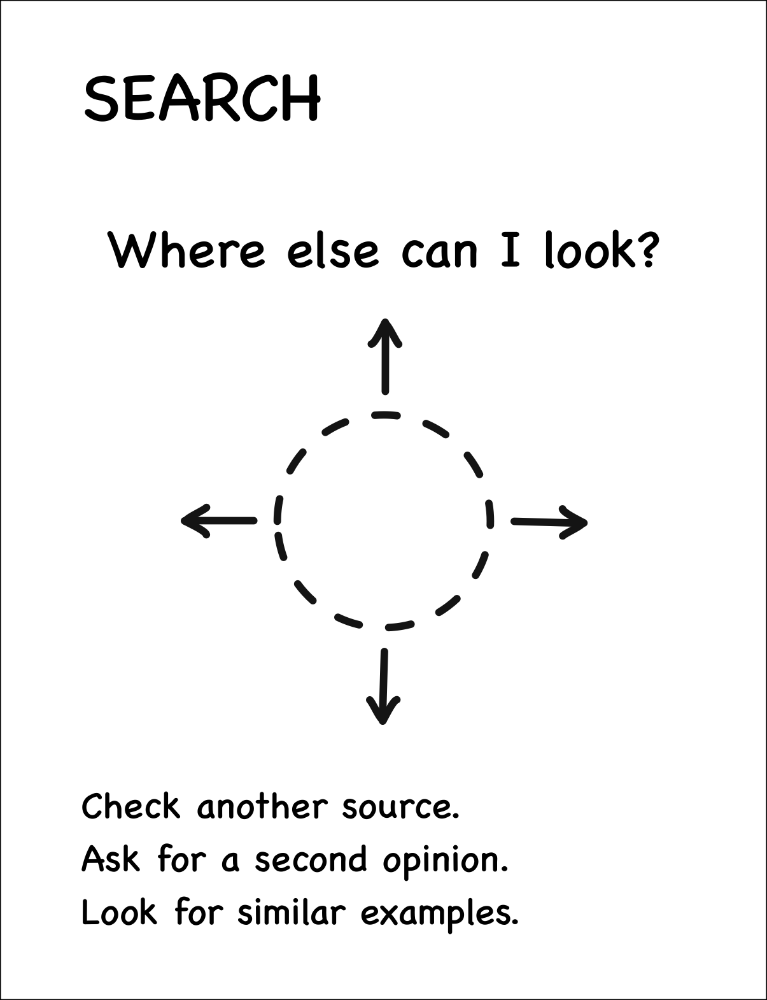 SEARCH
Where else can I look?
Check another source.
Ask for a second opinion.
Look for similar examples.